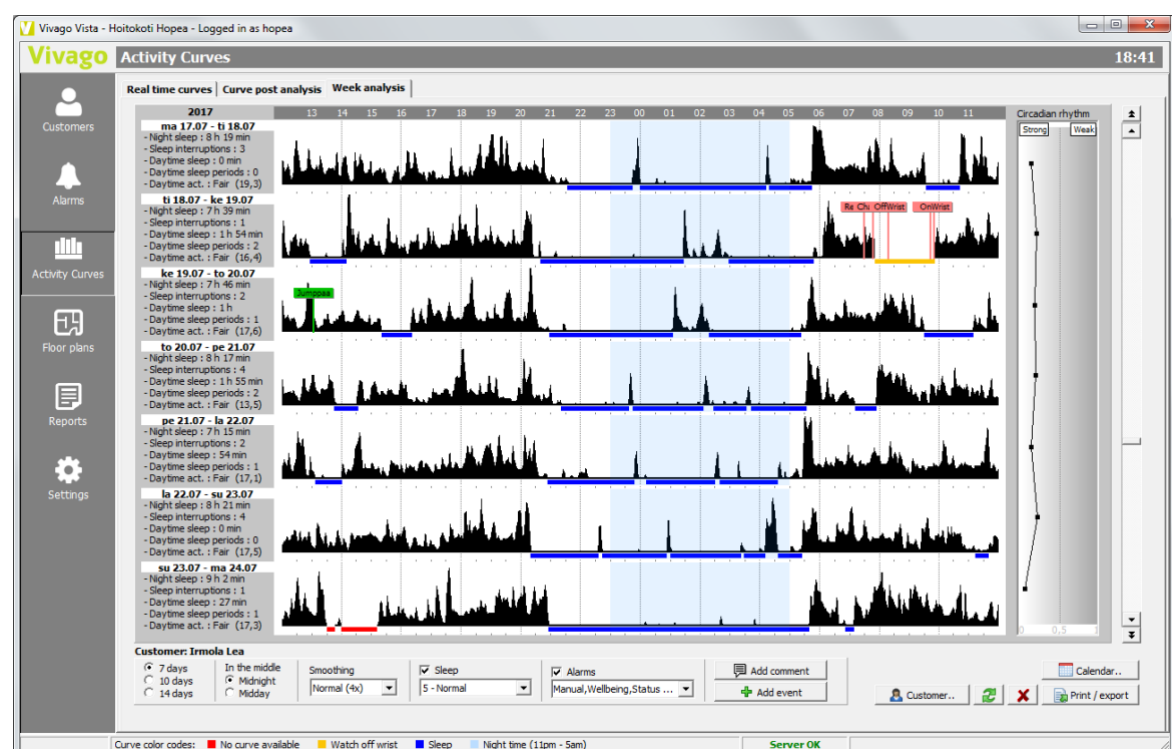 Vivago Vista - Hoitokoti Hopea - Logged in as hopea
Vivago Activity Curves 18:41
Customers
Alarms
Activity Curves
Floor plans
Reports
Settings
Real time curves Curve post analysis Week analysis
2017 13 14 15 16 17 18 19 20 21 22 23 00 01 02 03 04 05 06 07 08 09 10 11 Circadian rhythm
Strong Weak
ma 17.07 - ti 18.07
- Night sleep : 8 h 19 min
- Sleep interruptions : 3
- Daytime sleep : 0 min
- Daytime sleep periods : 0
- Daytime act. : Fair (19,3)
ti 18.07 - ke 19.07
- Night sleep : 7 h 39 min
- Sleep interruptions : 1
- Daytime sleep : 1 h 54 min
- Daytime sleep periods : 2
- Daytime act. : Fair (16,4)
Re Cha OffWrist OnWrist
ke 19.07 - to 20.07
- Night sleep : 7 h 46 min
- Sleep interruptions : 2
- Daytime sleep : 1 h
- Daytime sleep periods : 1
- Daytime act. : Fair (17,6)
Jumppaa
to 20.07 - pe 21.07
- Night sleep : 8 h 17 min
- Sleep interruptions : 4
- Daytime sleep : 1 h 55 min
- Daytime sleep periods : 2
- Daytime act. : Fair (13,5)
pe 21.07 - la 22.07
- Night sleep : 7 h 15 min
- Sleep interruptions : 2
- Daytime sleep : 54 min
- Daytime sleep periods : 1
- Daytime act. : Fair (17,1)
la 22.07 - su 23.07
- Night sleep : 8 h 21 min
- Sleep interruptions : 4
- Daytime sleep : 0 min
- Daytime sleep periods : 0
- Daytime act. : Fair (17,5)
su 23.07 - ma 24.07
- Night sleep : 9 h 2 min
- Sleep interruptions : 1
- Daytime sleep : 27 min
- Daytime sleep periods : 1
- Daytime act. : Fair (17,3)
0 0.5 1
Customer: Irmola Lea
7 days
10 days
14 days
In the middle
Midnight
Midday
Smoothing
Normal (4x)
Sleep
5 - Normal
Alarms
Manual,Wellbeing,Status ...
Add comment
Add event
Calendar..
Customer..
Print / export
Curve color codes: No curve available Watch off wrist Sleep Night time (11pm - 5am) Server OK